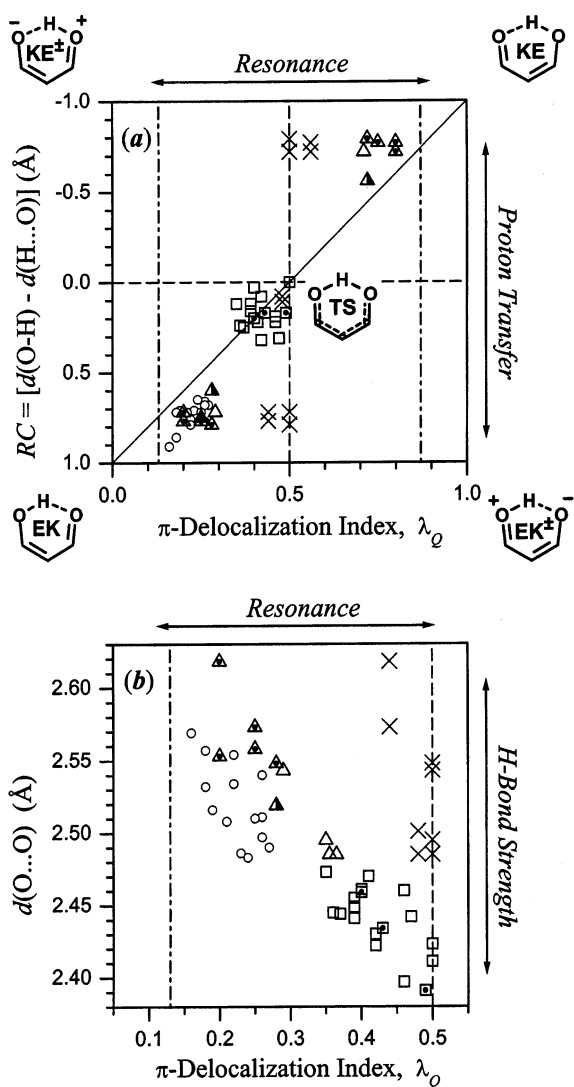 − H +
O O
KE±
H
O O
KE
Resonance
(a)
-1.0
-0.5
0.0
0.5
1.0
RC = [d(O-H) - d(H...O)] (Å)
Proton Transfer
H
O O
TS
0.0 0.5 1.0
π-Delocalization Index, λQ
H
O O
EK
+ H −
O O
EK±
Resonance
(b)
2.60
2.55
2.50
2.45
2.40
d(O...O) (Å)
H-Bond Strength
0.1 0.2 0.3 0.4 0.5
π-Delocalization Index, λQ